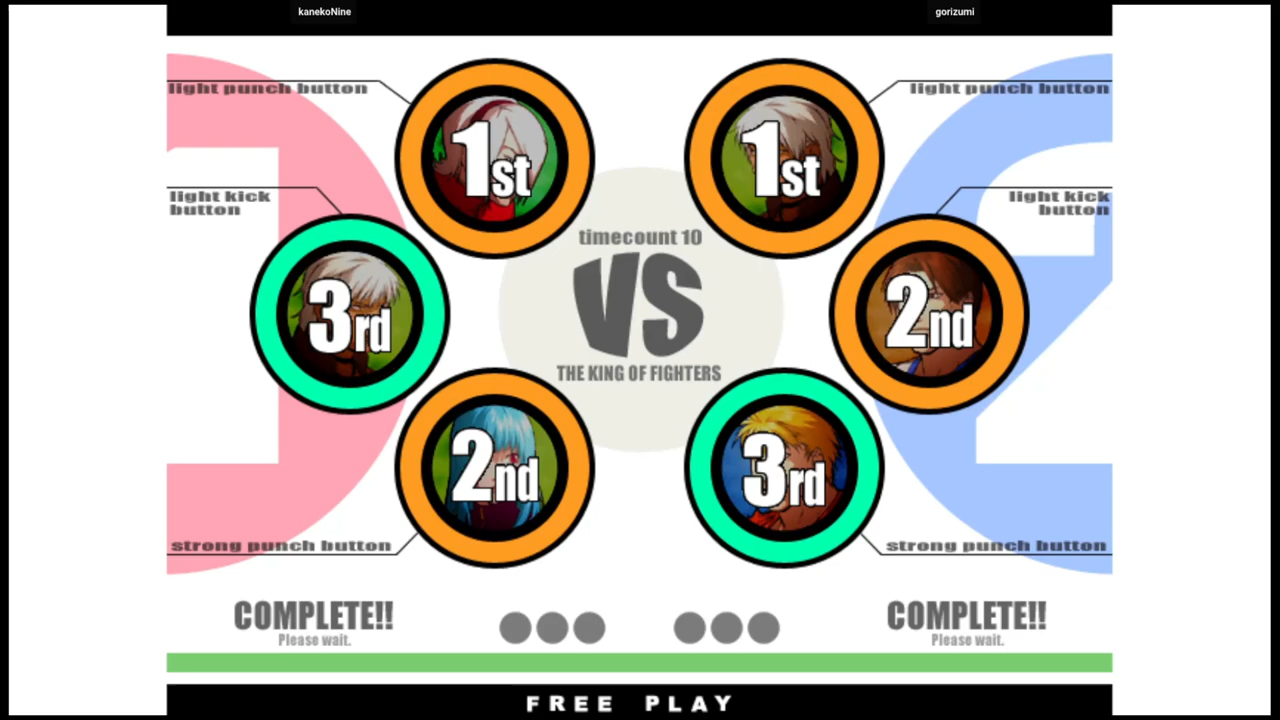 kanekoNine
gorizumi
light punch button
light punch button
1st
1st
light kick
button
light kick
button
timecount 10
VS
THE KING OF FIGHTERS
3rd
2nd
2nd
3rd
strong punch button
strong punch button
COMPLETE!!
Please wait.
COMPLETE!!
Please wait.
FREE PLAY